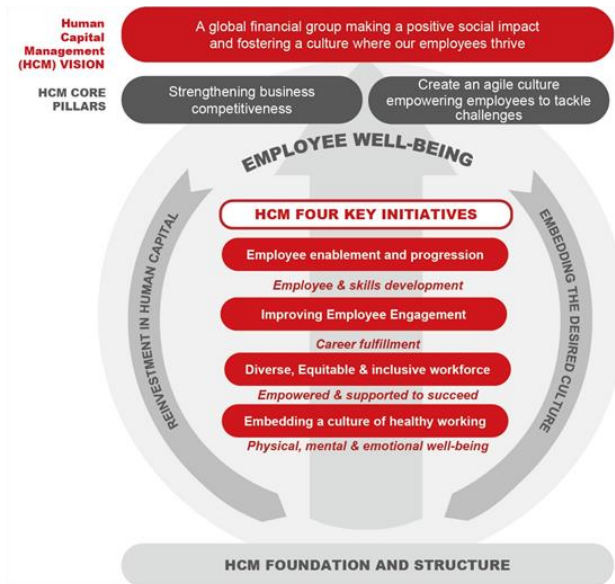 Human
Capital
Management
(HCM) VISION
A global financial group making a positive social impact
and fostering a culture where our employees thrive
HCM CORE
PILLARS
Strengthening business
competitiveness
Create an agile culture
empowering employees to tackle
challenges
EMPLOYEE WELL-BEING
REINVESTMENT IN HUMAN CAPITAL
HCM FOUR KEY INITIATIVES
Employee enablement and progression
Employee & skills development
Improving Employee Engagement
Career fulfillment
Diverse, Equitable & inclusive workforce
Empowered & supported to succeed
Embedding a culture of healthy working
Physical, mental & emotional well-being
EMBEDDING THE DESIRED CULTURE
HCM FOUNDATION AND STRUCTURE